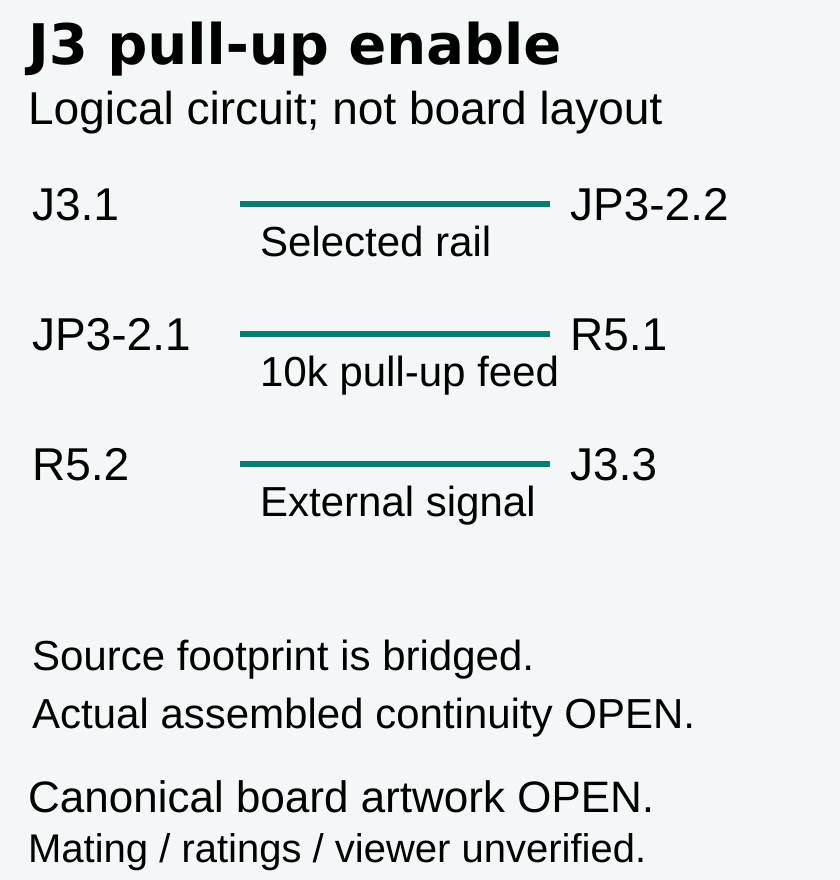 J3 pull-up enable
Logical circuit; not board layout
J3.1 JP3-2.2
Selected rail
JP3-2.1 R5.1
10k pull-up feed
R5.2 J3.3
External signal
Source footprint is bridged.
Actual assembled continuity OPEN.
Canonical board artwork OPEN.
Mating / ratings / viewer unverified.